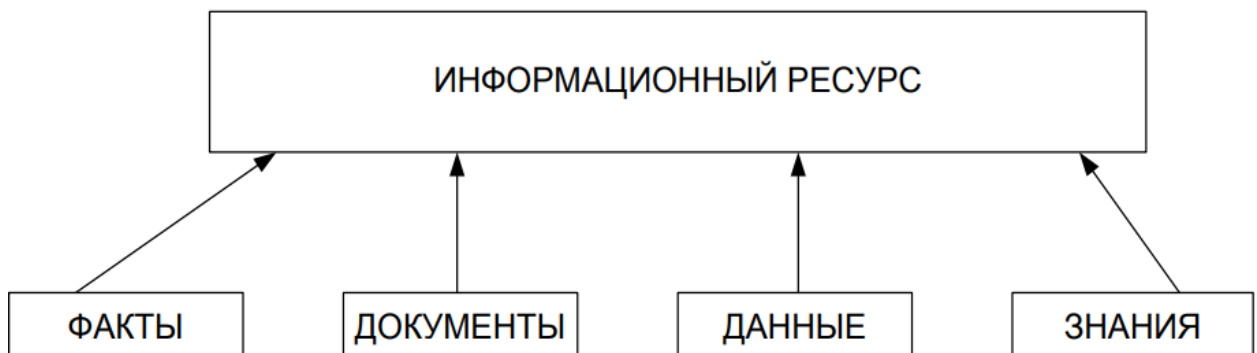 ИНФОРМАЦИОННЫЙ РЕСУРС
ФАКТЫ
ДОКУМЕНТЫ
ДАННЫЕ
ЗНАНИЯ